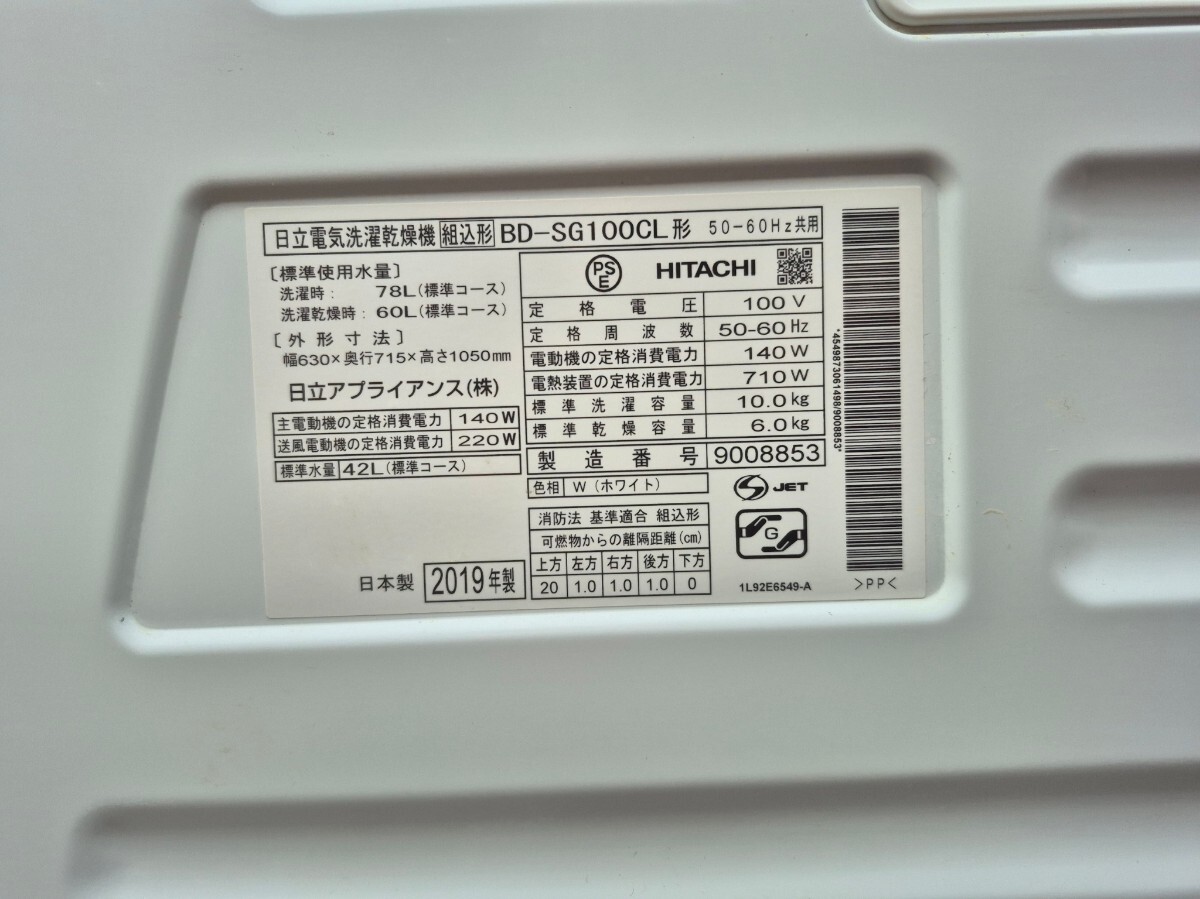 日立電気洗濯乾燥機 組込形 BD-SG100CL形 50-60Hz共用
〔標準使用水量〕
洗濯時: 78L(標準コース)
洗濯乾燥時: 60L(標準コース)
〔外形寸法〕
幅630×奥行715×高さ1050mm
日立アプライアンス(株)
主電動機の定格消費電力 140W
送風電動機の定格消費電力 220W
標準水量 42L(標準コース)
日本製 2019年製
PSE HITACHI
定格電圧 100V
定格周波数 50-60Hz
電動機の定格消費電力 140W
電熱装置の定格消費電力 710W
標準洗濯容量 10.0kg
標準乾燥容量 6.0kg
製造番号 9008853
色相 W(ホワイト)
消防法 基準適合 組込形
可燃物からの離隔距離(cm)
上方 左方 右方 後方 下方
20 1.0 1.0 1.0 0
S JET
G
1L92E6549-A
*4549873061498/9008853*
>PP<